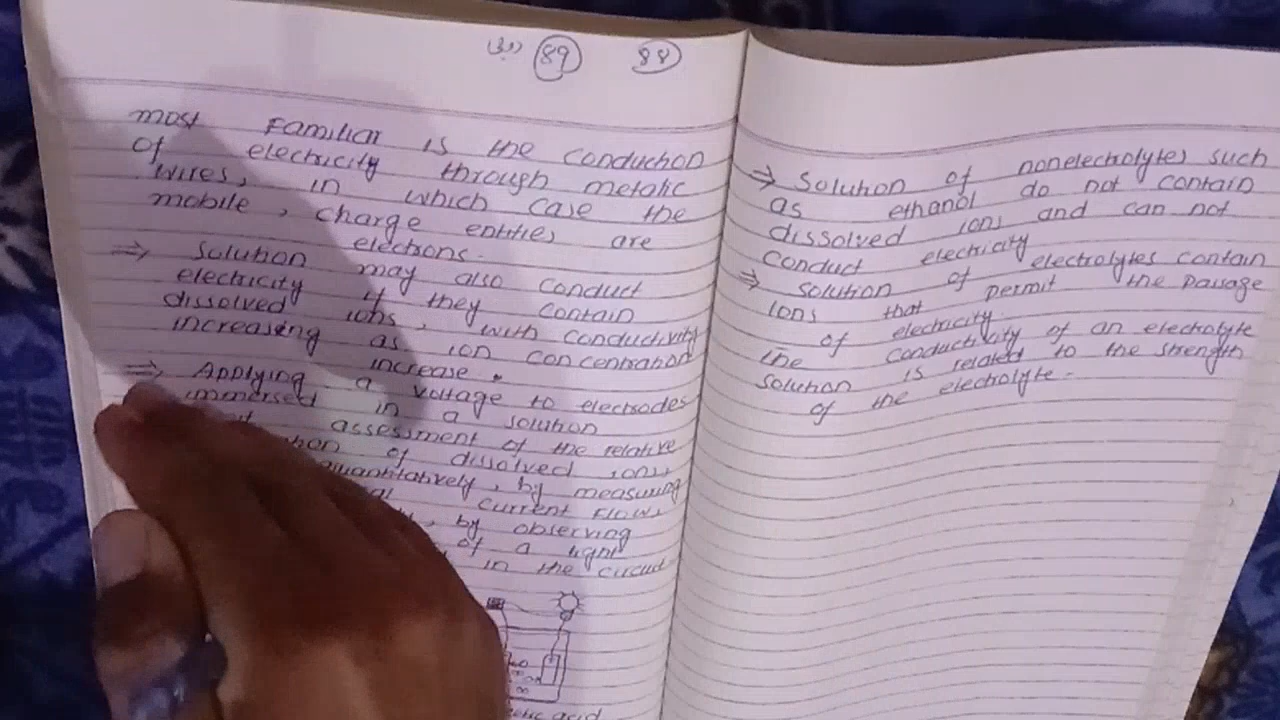 89 88
most Familiar is the conduction
of electricity through metalic
wires, in which case the
mobile, charge entities are
electrons.
⇒ Solution may also conduct
electricity if they contain
dissolved ions, with conductivity
increasing as ion concentration
increase.
⇒ Applying a voltage to electrodes
immersed in a solution
assessment of the relative
of dissolved ions,
quantitatively, by measuring
current Flow,
by observing
of a light
in the circuit
acid
⇒ Solution of nonelectrolytes such
as ethanol do not contain
dissolved ions and can not
conduct electricity
⇒ Solution of electrolytes contain
ions that permit the passage
of electricity.
The conductivity of an electrolyte
solution is related to the strength
of the electrolyte.